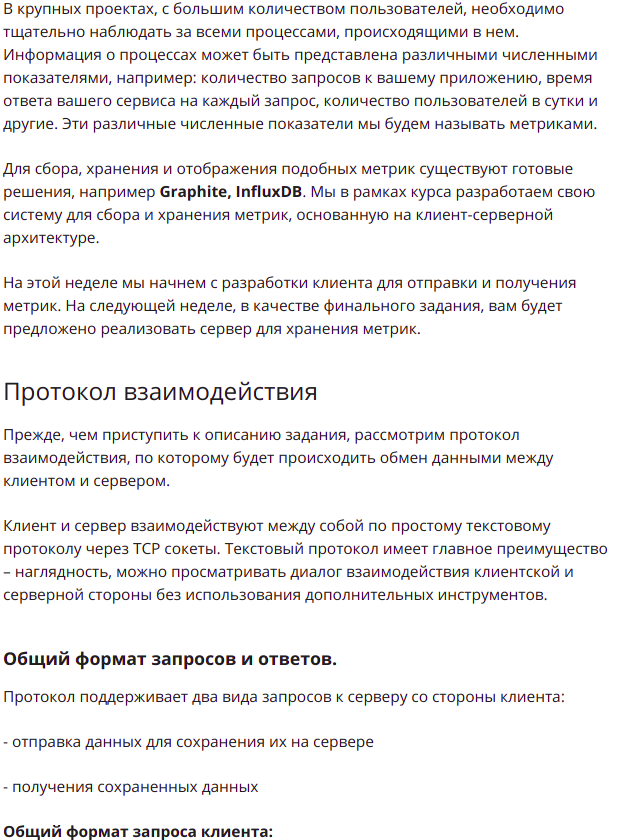 В крупных проектах, с большим количеством пользователей, необходимо
тщательно наблюдать за всеми процессами, происходящими в нем.
Информация о процессах может быть представлена различными численными
показателями, например: количество запросов к вашему приложению, время
ответа вашего сервиса на каждый запрос, количество пользователей в сутки и
другие. Эти различные численные показатели мы будем называть метриками.
Для сбора, хранения и отображения подобных метрик существуют готовые
решения, например Graphite, InfluxDB. Мы в рамках курса разработаем свою
систему для сбора и хранения метрик, основанную на клиент-серверной
архитектуре.
На этой неделе мы начнем с разработки клиента для отправки и получения
метрик. На следующей неделе, в качестве финального задания, вам будет
предложено реализовать сервер для хранения метрик.
Протокол взаимодействия
Прежде, чем приступить к описанию задания, рассмотрим протокол
взаимодействия, по которому будет происходить обмен данными между
клиентом и сервером.
Клиент и сервер взаимодействуют между собой по простому текстовому
протоколу через TCP сокеты. Текстовый протокол имеет главное преимущество
– наглядность, можно просматривать диалог взаимодействия клиентской и
серверной стороны без использования дополнительных инструментов.
Общий формат запросов и ответов.
Протокол поддерживает два вида запросов к серверу со стороны клиента:
- отправка данных для сохранения их на сервере
- получения сохраненных данных
Общий формат запроса клиента: